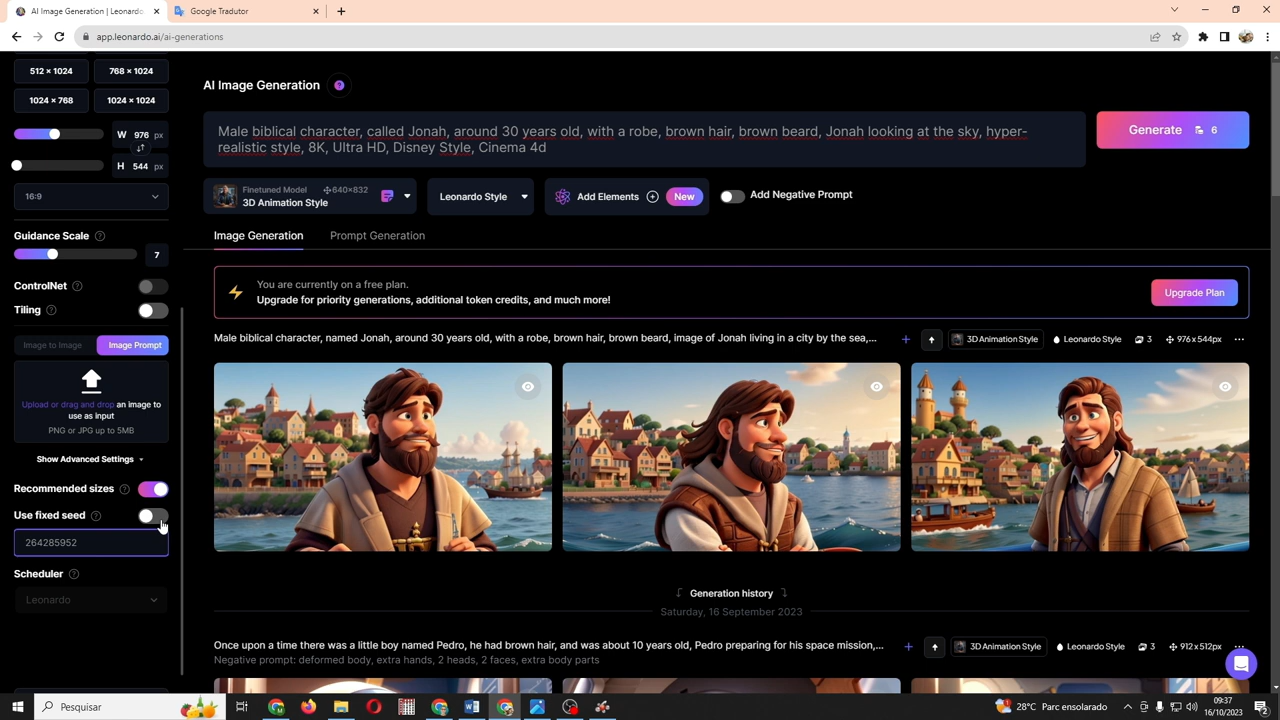 AI Image Generation | Leonardo
Google Tradutor
app.leonardo.ai/ai-generations
512 × 1024
768 × 1024
1024 × 768
1024 × 1024
W 976 px
H 544 px
16:9
Guidance Scale
7
ControlNet
Tiling
Image to Image
Image Prompt
Upload or drag and drop an image to
use as input
PNG or JPG up to 5MB
Show Advanced Settings
Recommended sizes
Use fixed seed
264285952
Scheduler
Leonardo
AI Image Generation
Male biblical character, called Jonah, around 30 years old, with a robe, brown hair, brown beard, Jonah looking at the sky, hyper-
realistic style, 8K, Ultra HD, Disney Style, Cinema 4d
Generate 6
Finetuned Model 640×832
3D Animation Style
Leonardo Style
Add Elements
New
Add Negative Prompt
Image Generation
Prompt Generation
You are currently on a free plan.
Upgrade for priority generations, additional token credits, and much more!
Upgrade Plan
Male biblical character, named Jonah, around 30 years old, with a robe, brown hair, brown beard, image of Jonah living in a city by the sea,...
3D Animation Style
Leonardo Style
3
976 x 544px
Generation history
Saturday, 16 September 2023
Once upon a time there was a little boy named Pedro, he had brown hair, and was about 10 years old, Pedro preparing for his space mission,...
Negative prompt: deformed body, extra hands, 2 heads, 2 faces, extra body parts
3D Animation Style
Leonardo Style
3
912 x 512px
Pesquisar
28°C Parc ensolarado
09:37
16/10/2023
2